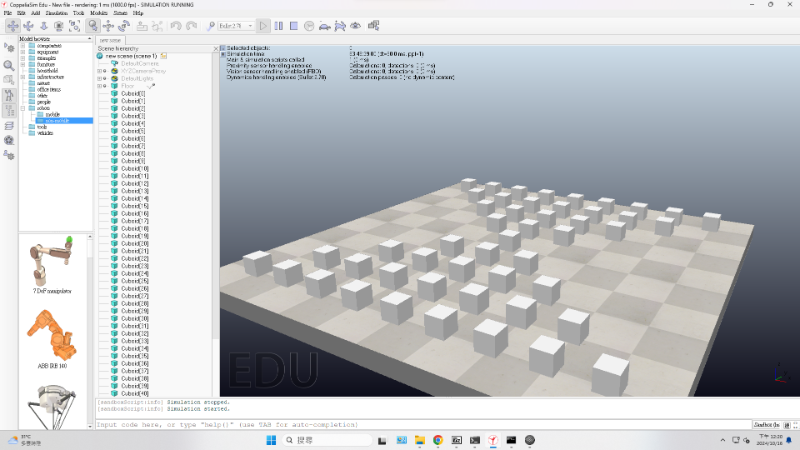 CoppeliaSim Edu - New file - rendering: 1 ms (1000.0 fps) - SIMULATION RUNNING
File Edit Add Simulation Tools Modules Scenes Help
Bullet 2.78
Model browser
components
equipment
examples
furniture
household
infrastructure
nature
office items
other
people
robots
mobile
non-mobile
tools
vehicles
7 DoF manipulator
ABB IRB 140
new scene
Scene hierarchy
new scene (scene 1)
DefaultCamera
XYZCameraProxy
DefaultLights
Floor
Cuboid[0]
Cuboid[1]
Cuboid[2]
Cuboid[3]
Cuboid[4]
Cuboid[5]
Cuboid[6]
Cuboid[7]
Cuboid[8]
Cuboid[9]
Cuboid[10]
Cuboid[11]
Cuboid[12]
Cuboid[13]
Cuboid[14]
Cuboid[15]
Cuboid[16]
Cuboid[17]
Cuboid[18]
Cuboid[19]
Cuboid[20]
Cuboid[21]
Cuboid[22]
Cuboid[23]
Cuboid[24]
Cuboid[25]
Cuboid[26]
Cuboid[27]
Cuboid[28]
Cuboid[29]
Cuboid[30]
Cuboid[31]
Cuboid[32]
Cuboid[33]
Cuboid[34]
Cuboid[35]
Cuboid[36]
Cuboid[37]
Cuboid[38]
Cuboid[39]
Cuboid[40]
Selected objects:
Simulation time
Main & simulation scripts called
Proximity sensor handling enabled
Vision sensor handling enabled (FBO)
Dynamics handling enabled (Bullet 2.78)
EDU
[sandboxScript:info] Simulation stopped.
[sandboxScript:info] Simulation started.
Input code here, or type "help()" (use TAB for auto-completion)
Sandbox
搜尋
下午 12:20